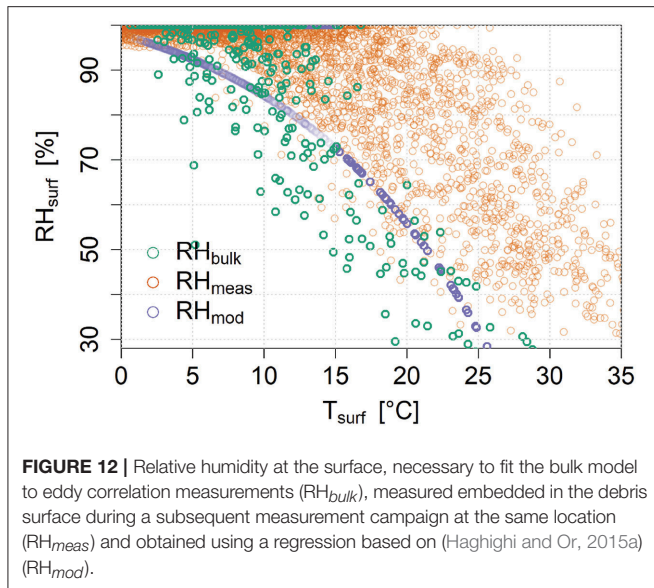 90
70
50
30
RH_surf [%]
RH_bulk
RH_meas
RH_mod
0 5 10 15 20 25 30 35
T_surf [°C]
FIGURE 12 | Relative humidity at the surface, necessary to fit the bulk model
to eddy correlation measurements (RH_bulk), measured embedded in the debris
surface during a subsequent measurement campaign at the same location
(RH_meas) and obtained using a regression based on (Haghighi and Or, 2015a)
(RH_mod).